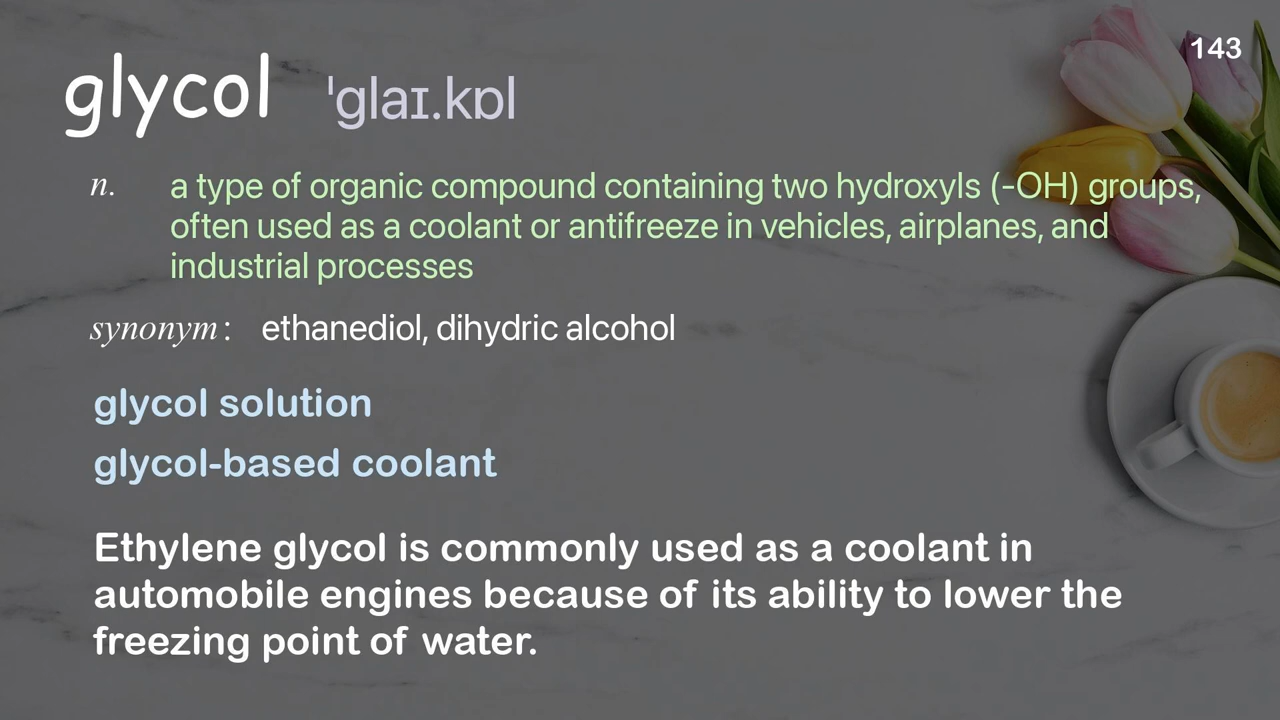 143
glycol ˈɡlaɪ.kɒl
n. a type of organic compound containing two hydroxyls (-OH) groups,
often used as a coolant or antifreeze in vehicles, airplanes, and
industrial processes
synonym: ethanediol, dihydric alcohol
glycol solution
glycol-based coolant
Ethylene glycol is commonly used as a coolant in
automobile engines because of its ability to lower the
freezing point of water.